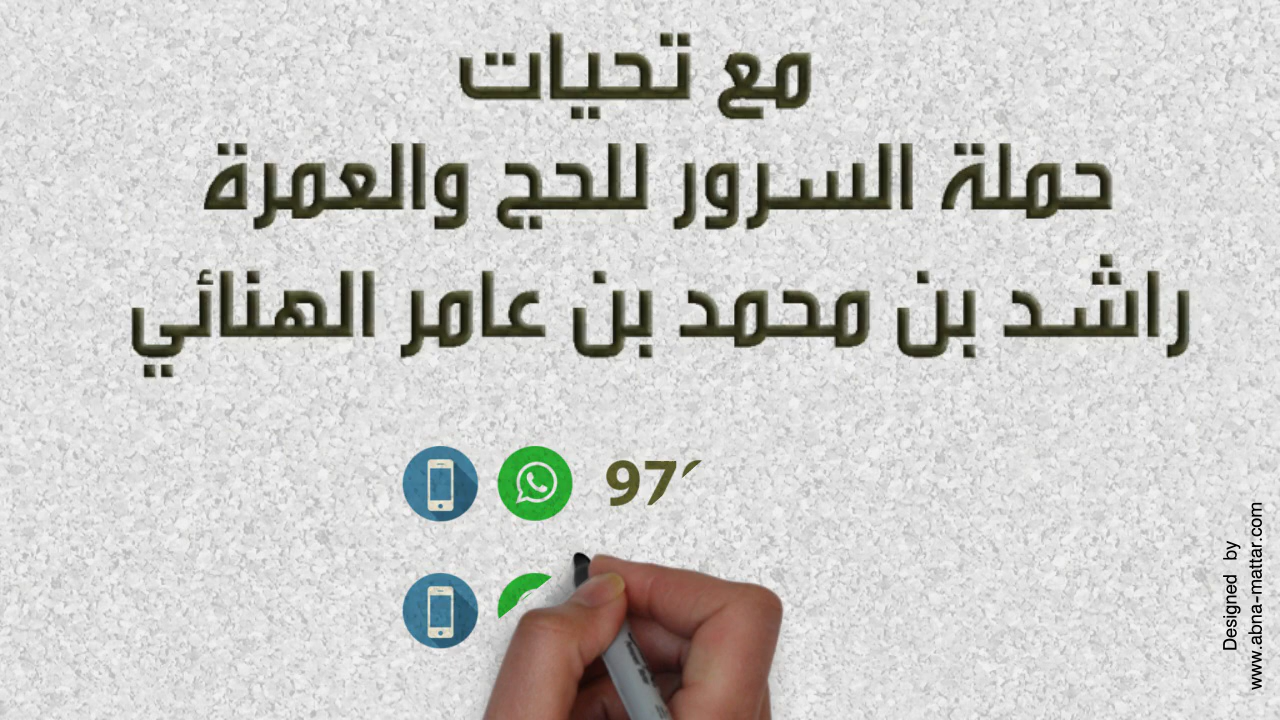 مع تحيات
حملة السرور للحج والعمرة
راشد بن محمد بن عامر الهنائي
97
Designed by
www.abna-mattar.com